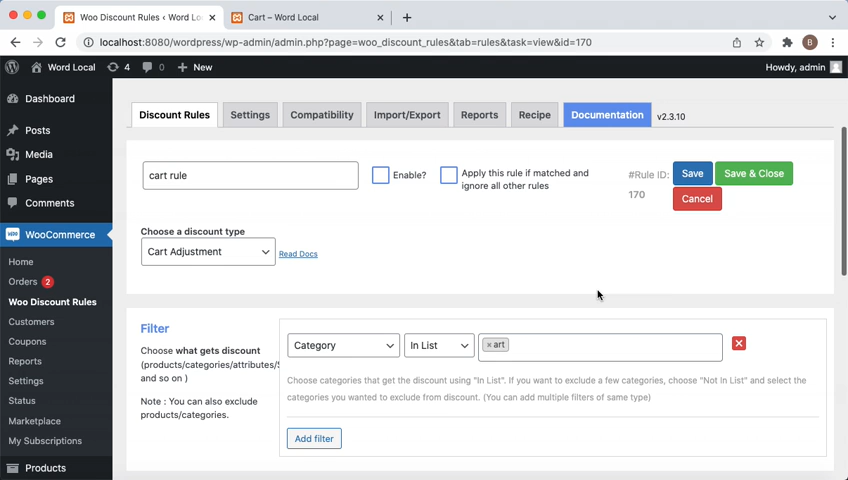 Woo Discount Rules ‹ Word Lo
Cart – Word Local
localhost:8080/wordpress/wp-admin/admin.php?page=woo_discount_rules&tab=rules&task=view&id=170
B
Word Local
4
0
New
Howdy, admin
Dashboard
Posts
Media
Pages
Comments
WooCommerce
Home
Orders 2
Woo Discount Rules
Customers
Coupons
Reports
Settings
Status
Marketplace
My Subscriptions
Products
Discount Rules
Settings
Compatibility
Import/Export
Reports
Recipe
Documentation
v2.3.10
cart rule
Enable?
Apply this rule if matched and
ignore all other rules
#Rule ID:
170
Save
Save & Close
Cancel
Choose a discount type
Cart Adjustment
Read Docs
Filter
Choose what gets discount
(products/categories/attributes/S
and so on )
Note : You can also exclude
products/categories.
Category
In List
× art
Choose categories that get the discount using "In List". If you want to exclude a few categories, choose "Not In List" and select the
categories you wanted to exclude from discount. (You can add multiple filters of same type)
Add filter